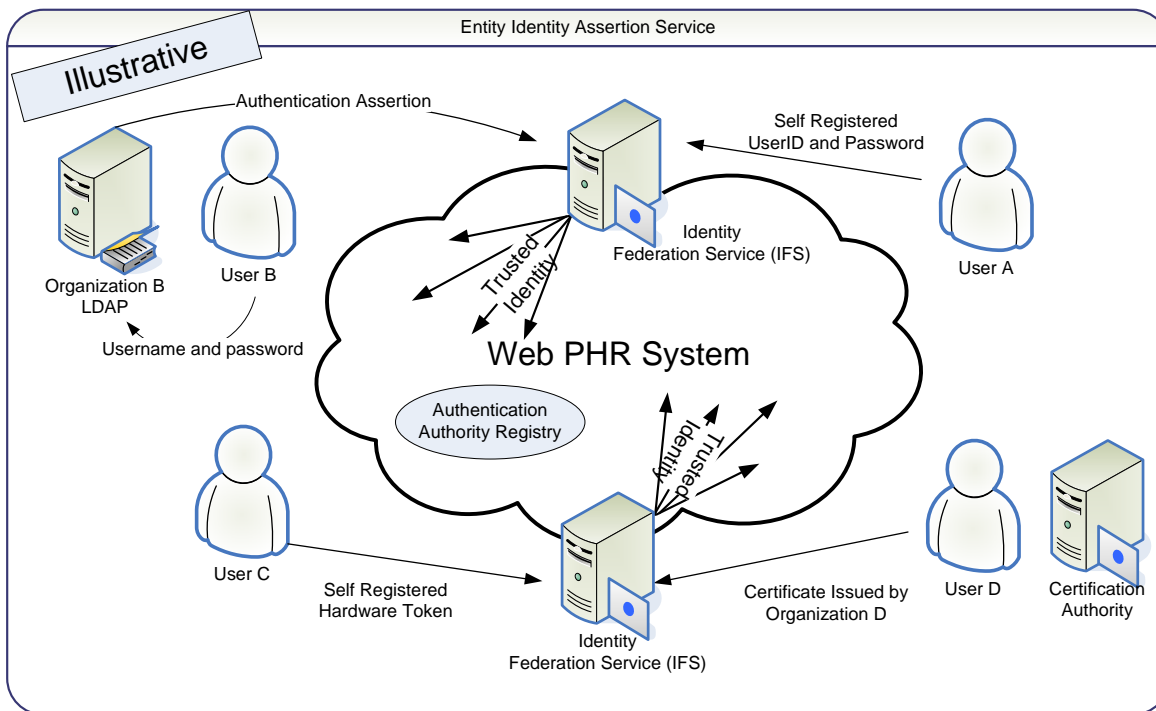 Entity Identity Assertion Service
Illustrative
Authentication Assertion
Self Registered
UserID and Password
Identity
Federation Service (IFS)
User B
User A
Organization B
LDAP
Trusted
Identity
Username and password
Web PHR System
Authentication
Authority Registry
Trusted
Identity
User C
User D
Certification
Authority
Self Registered
Hardware Token
Certificate Issued by
Organization D
Identity
Federation Service (IFS)